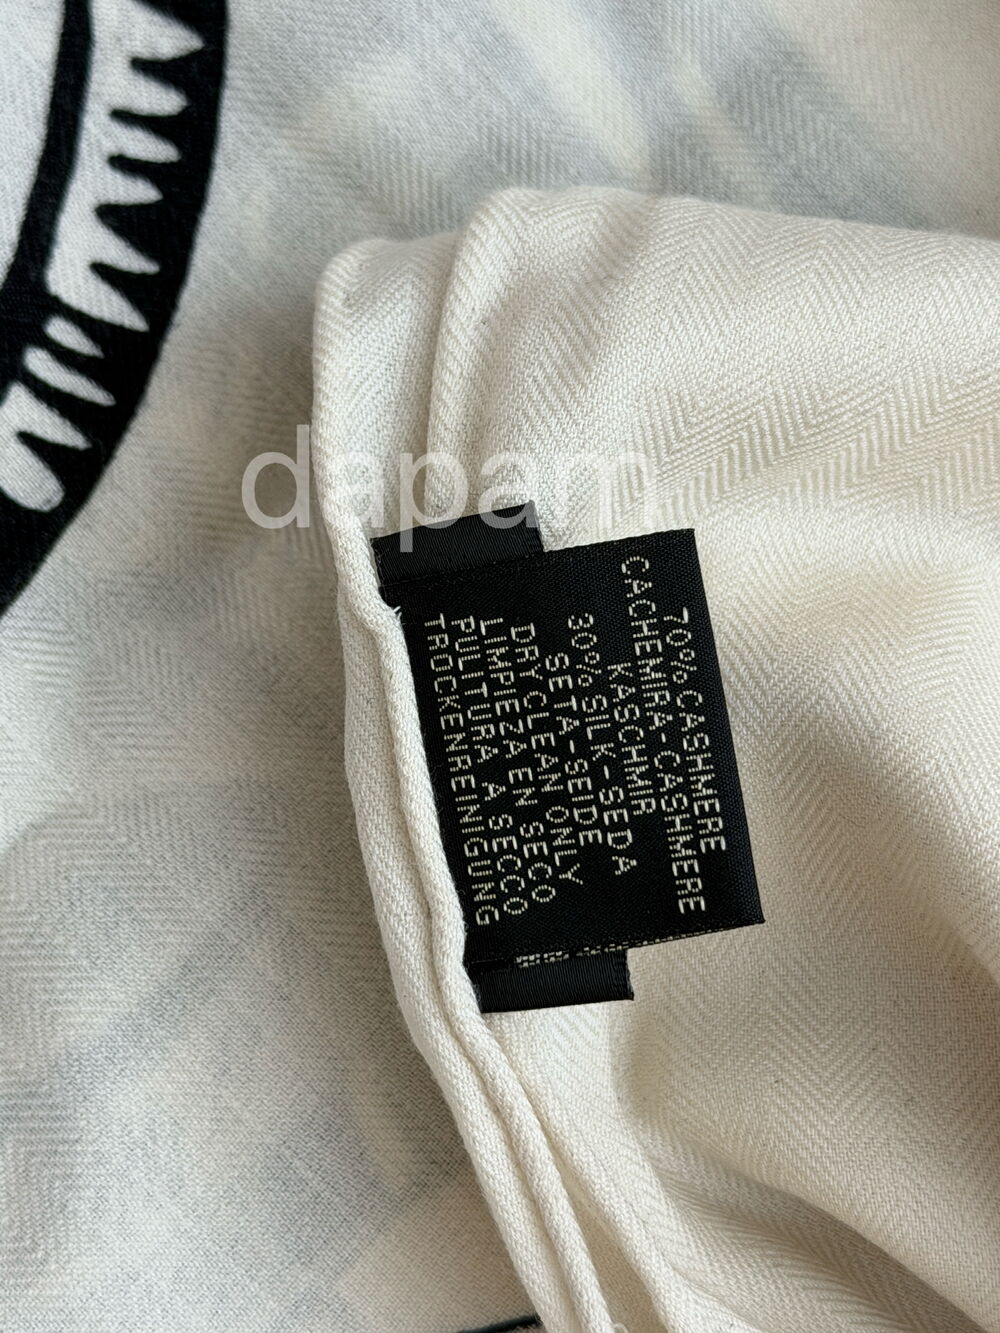 dapam
70% CASHMERE
CACHEMIRA-CASHMERE
KASCHMIR
30% SILK-SEDA
SETA-SEIDE
DRY CLEAN ONLY
LIMPIEZA EN SECO
PULITURA A SECCO
TROCKENREINIGUNG